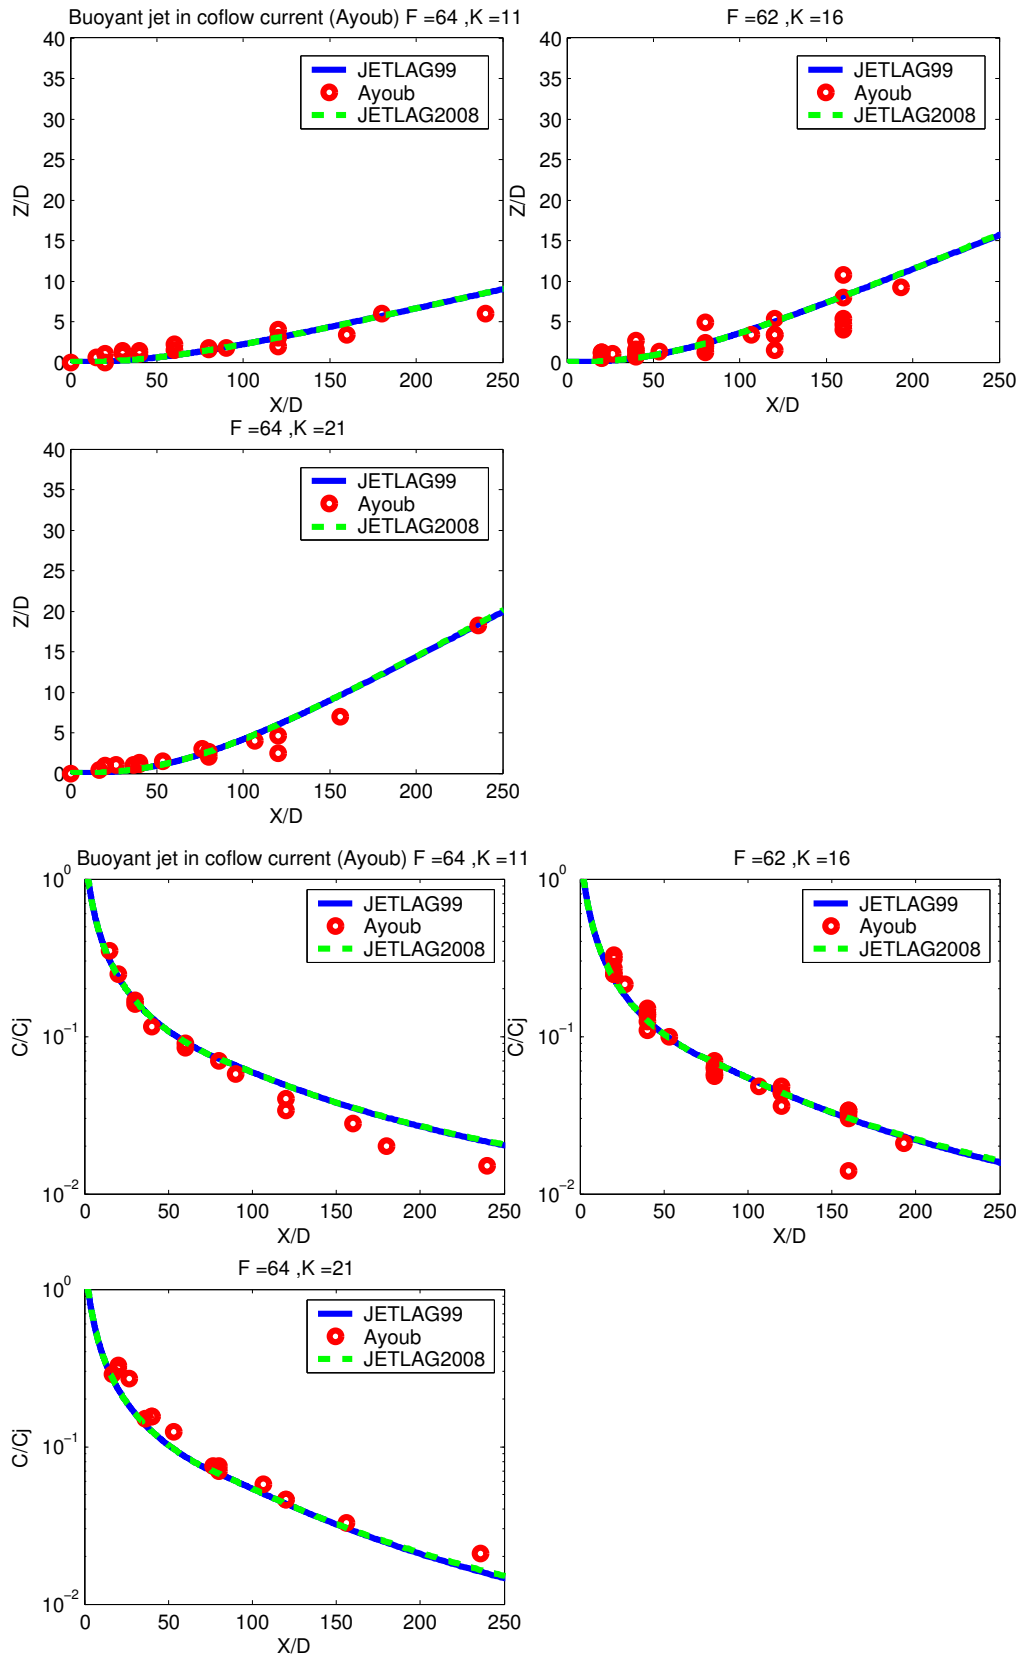 Buoyant jet in coflow current (Ayoub) F =64 ,K =11
40
35
30
25
20
15
10
5
0
Z/D
0 50 100 150 200 250
X/D
JETLAG99
Ayoub
JETLAG2008
F =62 ,K =16
40
35
30
25
20
15
10
5
0
Z/D
0 50 100 150 200 250
X/D
JETLAG99
Ayoub
JETLAG2008
F =64 ,K =21
40
35
30
25
20
15
10
5
0
Z/D
0 50 100 150 200 250
X/D
JETLAG99
Ayoub
JETLAG2008
Buoyant jet in coflow current (Ayoub) F =64 ,K =11
10^0
10^-1
10^-2
C/Cj
0 50 100 150 200 250
X/D
JETLAG99
Ayoub
JETLAG2008
F =62 ,K =16
10^0
10^-1
10^-2
C/Cj
0 50 100 150 200 250
X/D
JETLAG99
Ayoub
JETLAG2008
F =64 ,K =21
10^0
10^-1
10^-2
C/Cj
0 50 100 150 200 250
X/D
JETLAG99
Ayoub
JETLAG2008